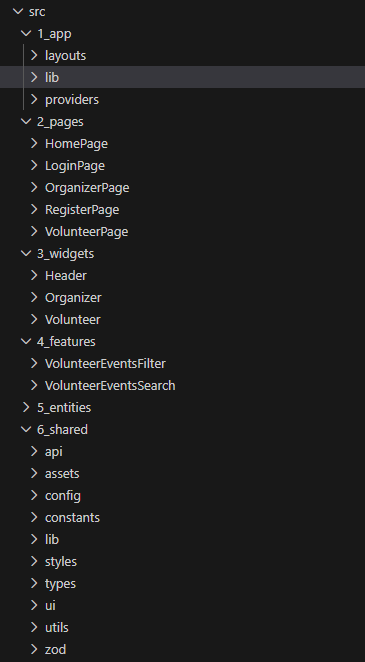 src
1_app
layouts
lib
providers
2_pages
HomePage
LoginPage
OrganizerPage
RegisterPage
VolunteerPage
3_widgets
Header
Organizer
Volunteer
4_features
VolunteerEventsFilter
VolunteerEventsSearch
5_entities
6_shared
api
assets
config
constants
lib
styles
types
ui
utils
zod